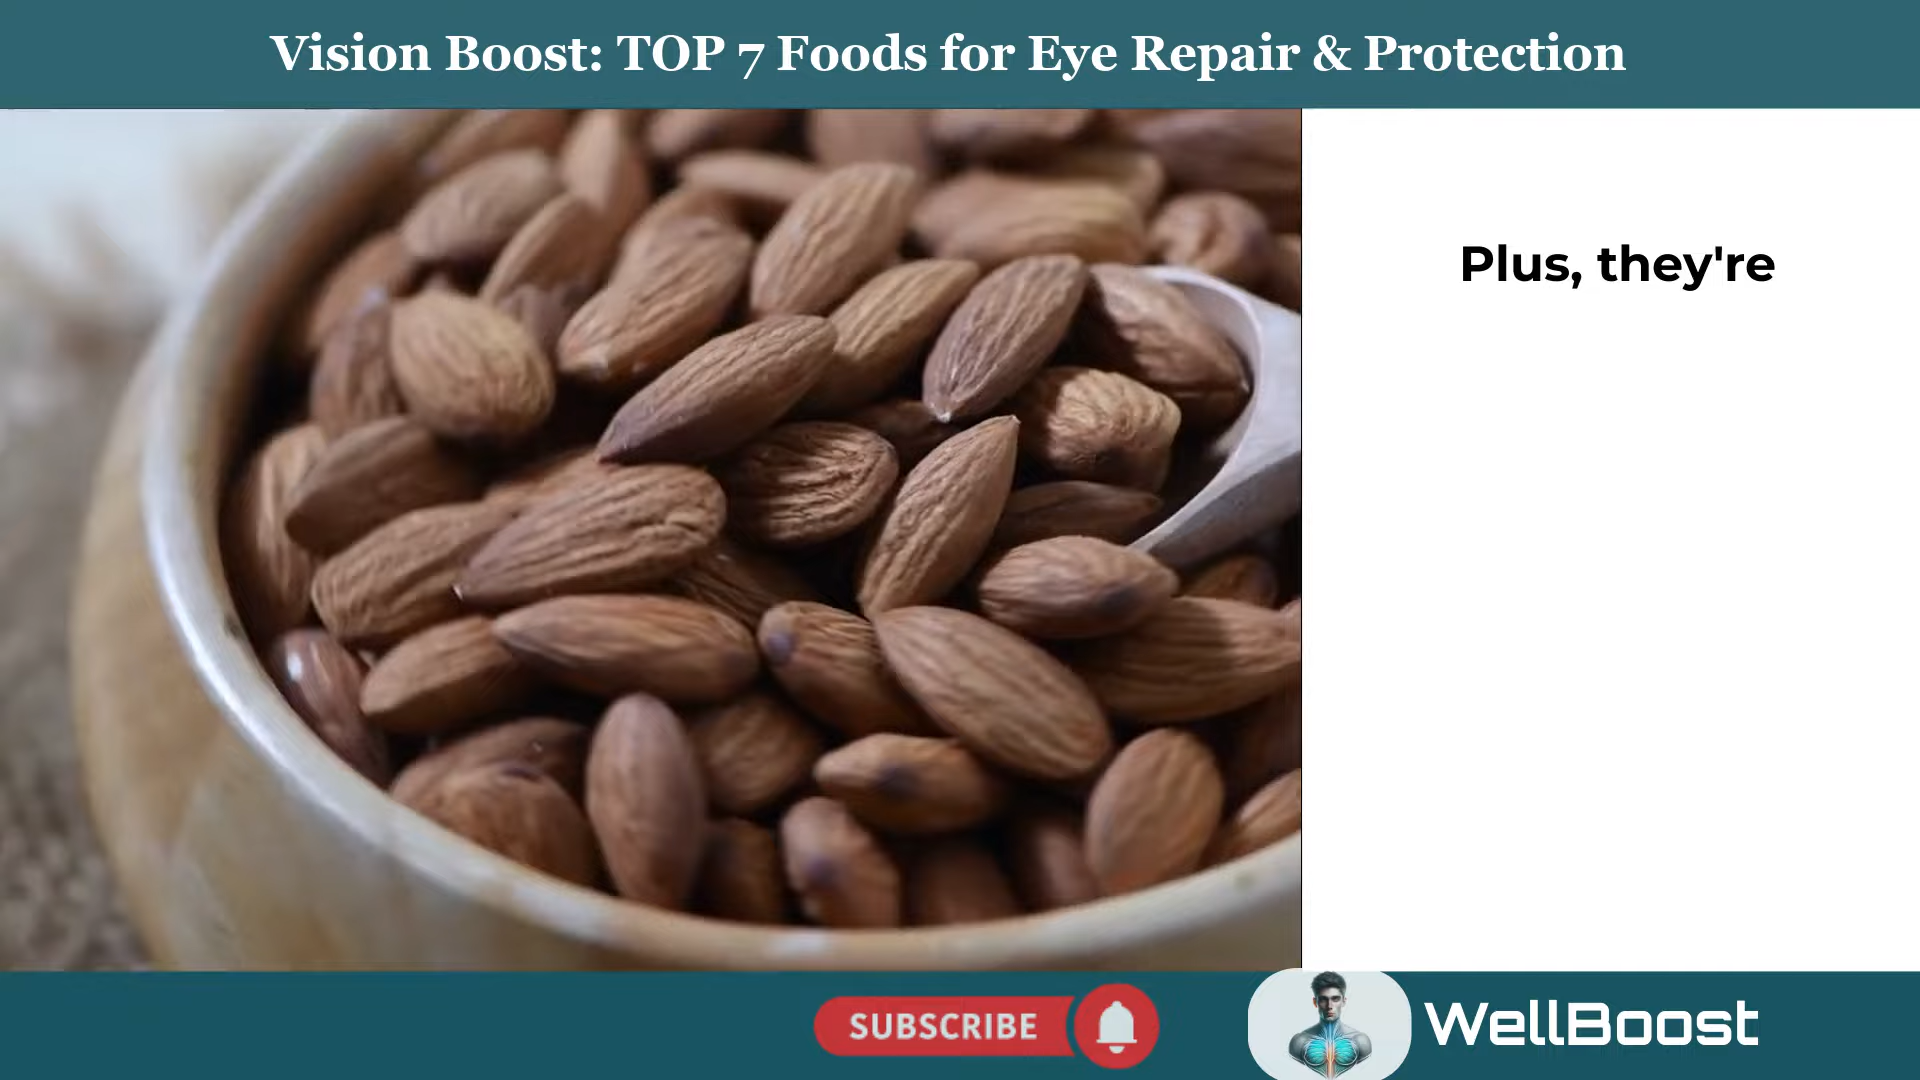 Vision Boost: TOP 7 Foods for Eye Repair & Protection
Plus, they're
SUBSCRIBE
WellBoost